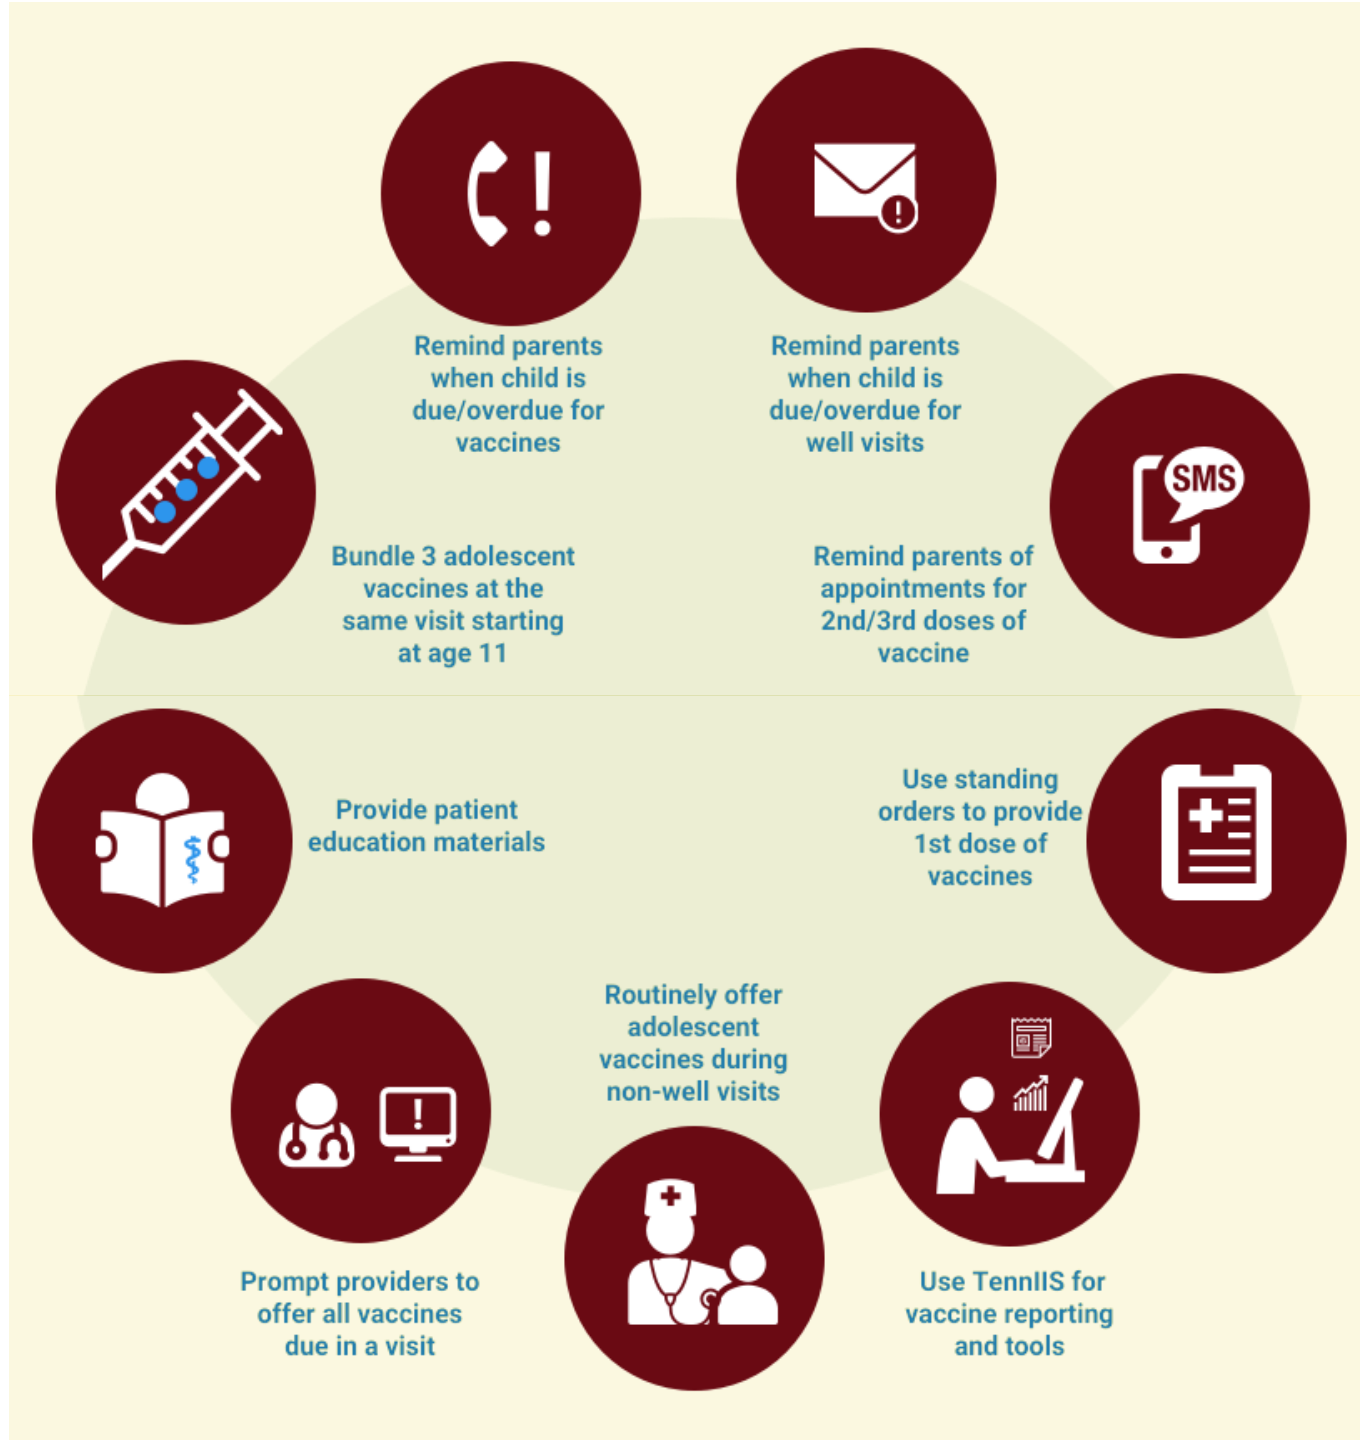 Remind parents
when child is
due/overdue for
vaccines
Remind parents
when child is
due/overdue for
well visits
SMS
Bundle 3 adolescent
vaccines at the
same visit starting
at age 11
Remind parents of
appointments for
2nd/3rd doses of
vaccine
Provide patient
education materials
Use standing
orders to provide
1st dose of
vaccines
Routinely offer
adolescent
vaccines during
non-well visits
Prompt providers to
offer all vaccines
due in a visit
Use TennIIS for
vaccine reporting
and tools